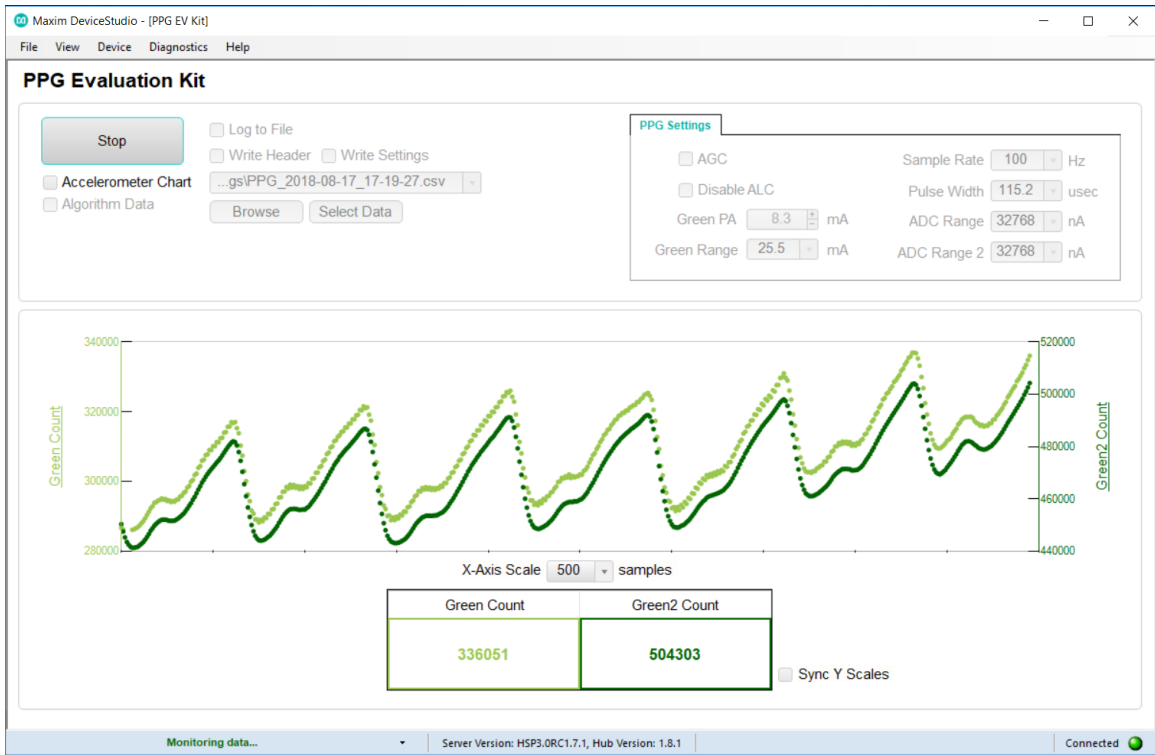 Maxim DeviceStudio - [PPG EV Kit]
File View Device Diagnostics Help
PPG Evaluation Kit
Stop
Log to File
Write Header Write Settings
Accelerometer Chart
...gs\PPG_2018-08-17_17-19-27.csv
Algorithm Data
Browse Select Data
PPG Settings
AGC
Sample Rate 100 Hz
Disable ALC
Pulse Width 115.2 usec
Green PA 8.3 mA
ADC Range 32768 nA
Green Range 25.5 mA
ADC Range 2 32768 nA
Green Count
340000
320000
300000
280000
520000
500000
480000
460000
440000
Green2 Count
X-Axis Scale 500 samples
Green Count Green2 Count
336051 504303
Sync Y Scales
Monitoring data... Server Version: HSP3.0RC1.7.1, Hub Version: 1.8.1 Connected